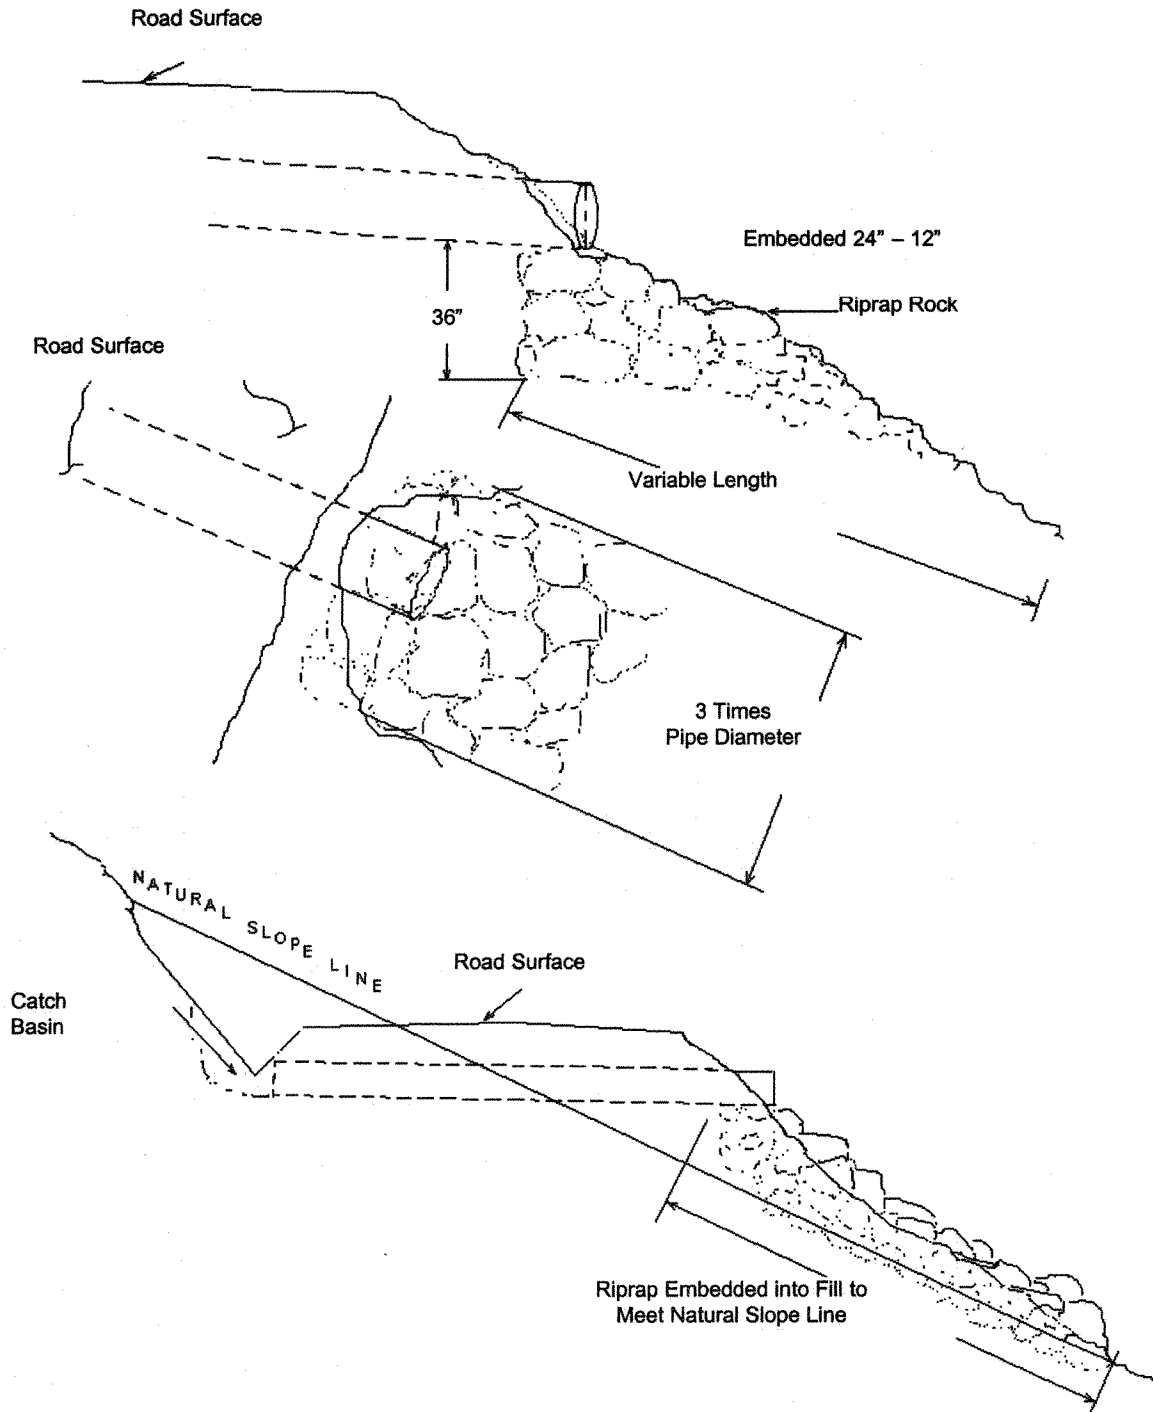 Road Surface
Embedded 24” – 12”
Riprap Rock
36”
Road Surface
Variable Length
3 Times
Pipe Diameter
NATURAL SLOPE LINE
Road Surface
Catch
Basin
Riprap Embedded into Fill to
Meet Natural Slope Line